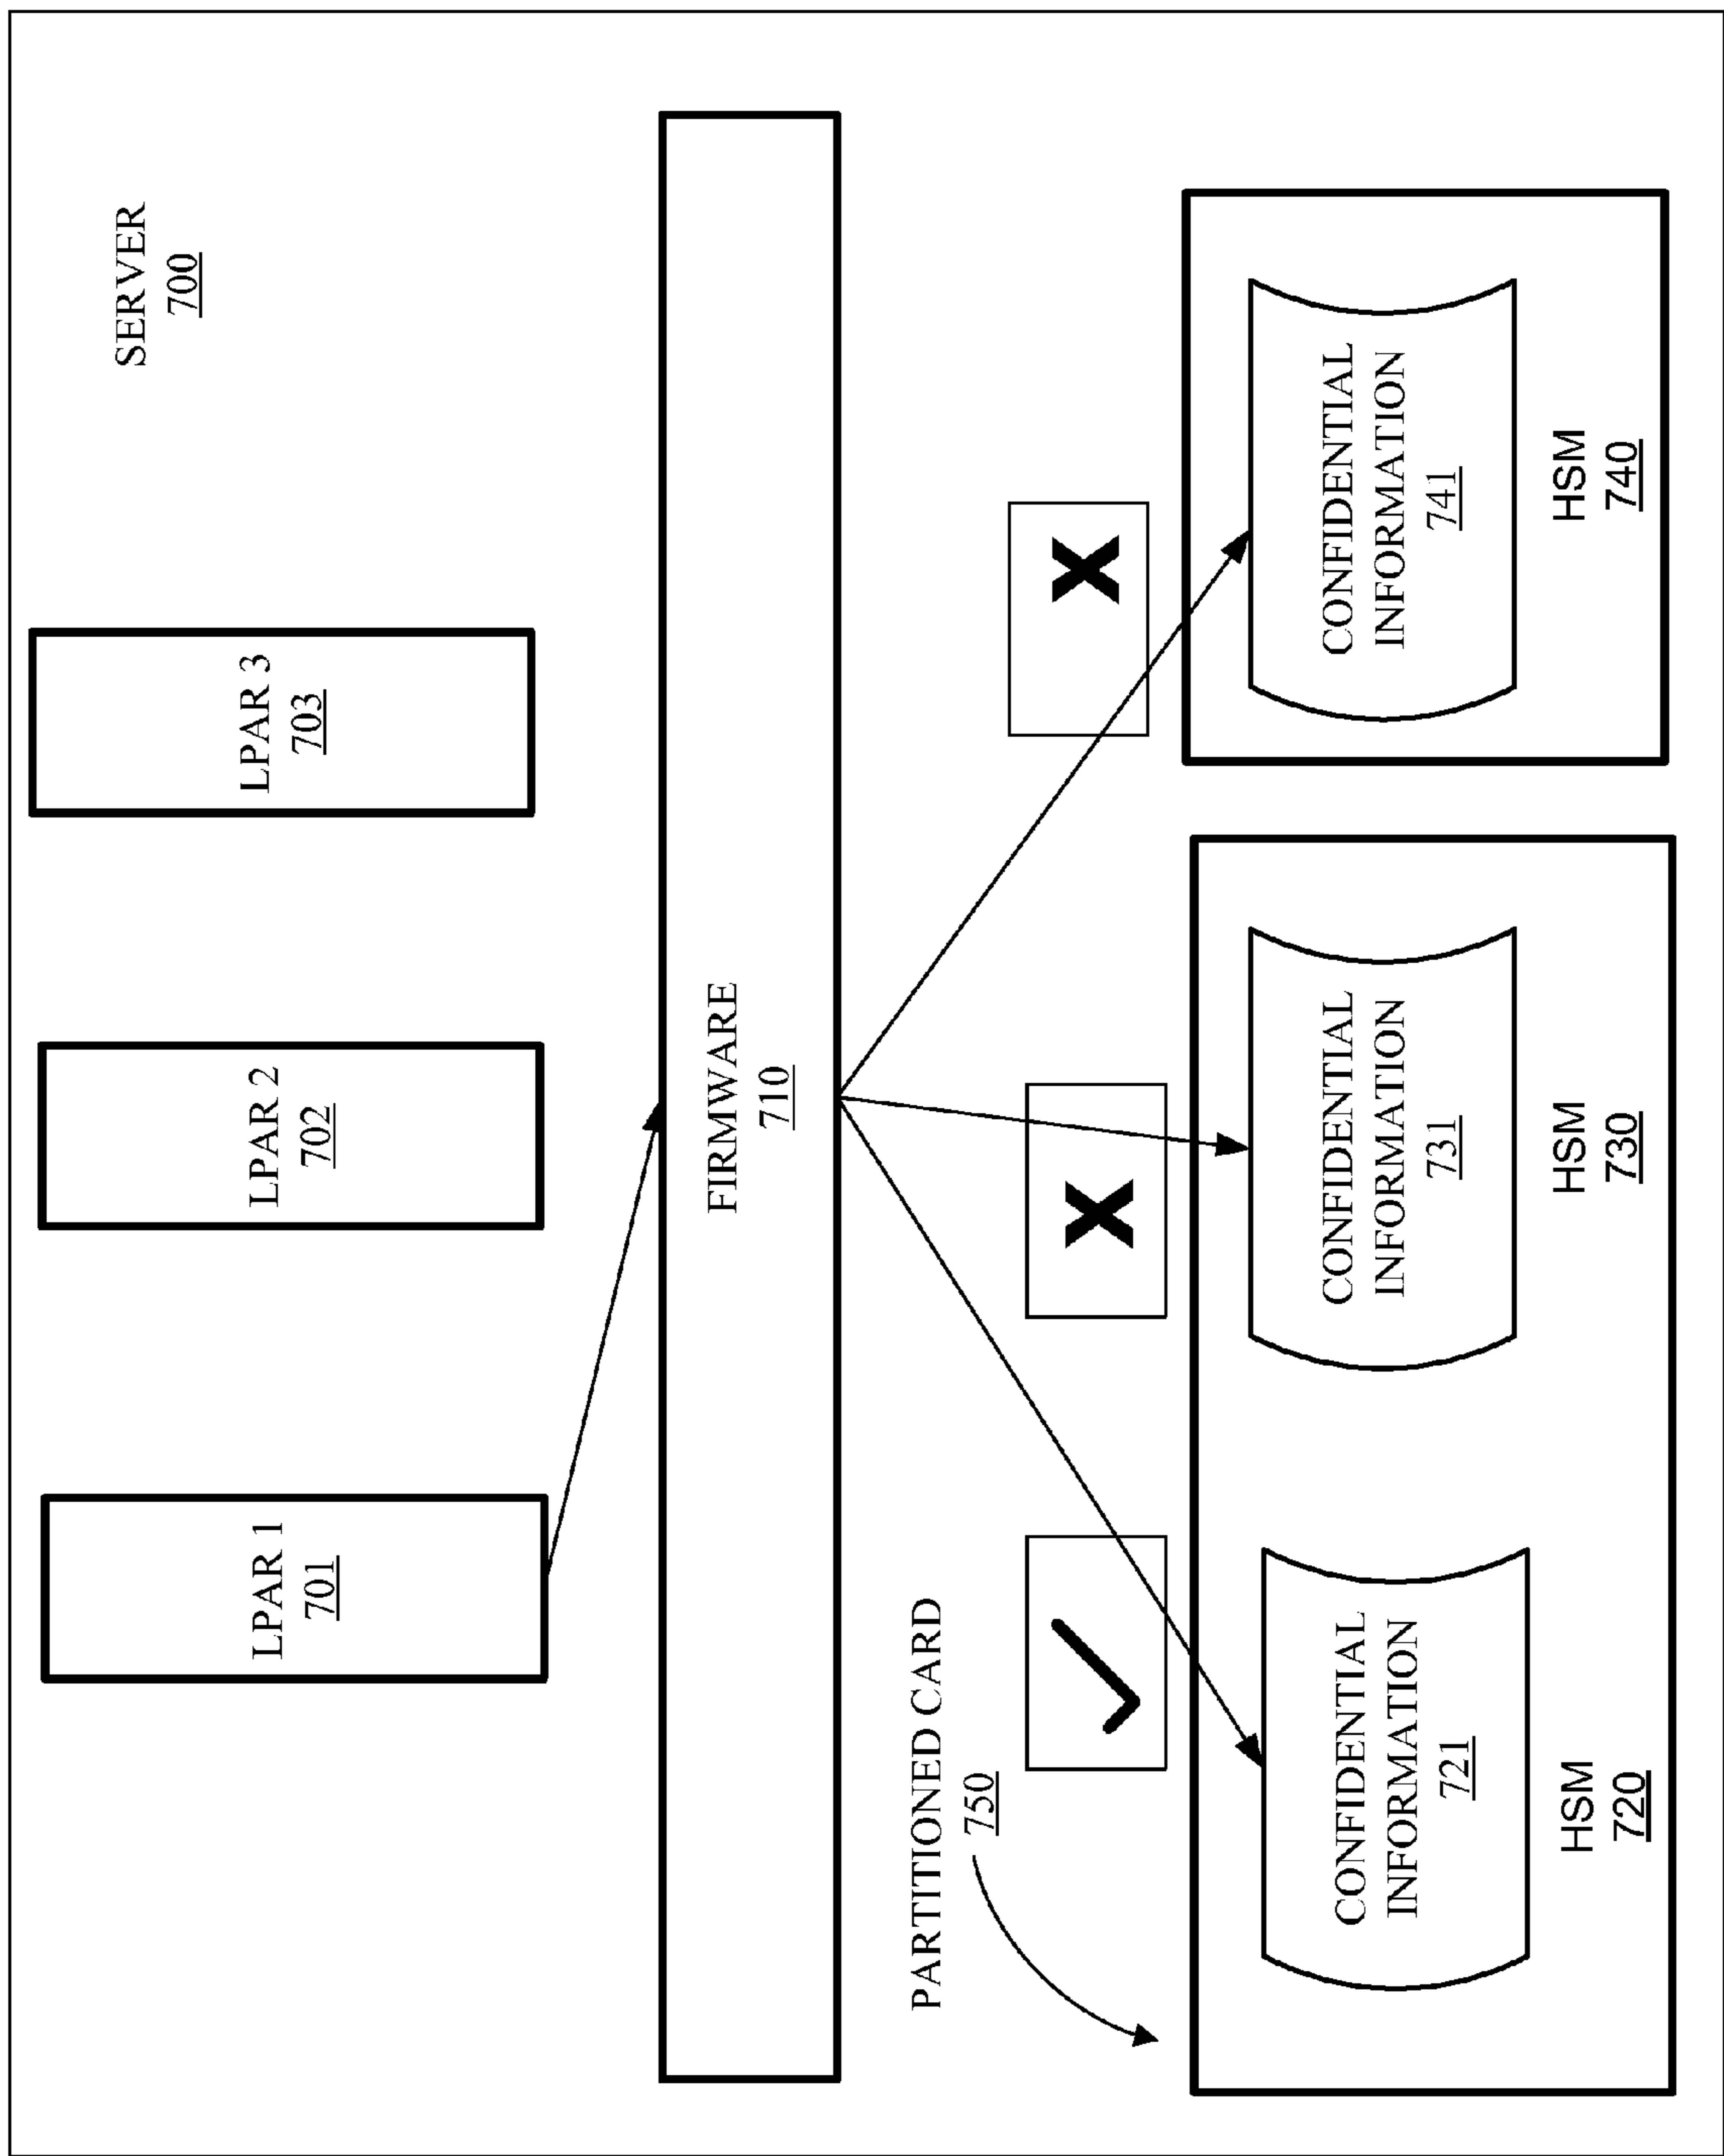 SERVER
700
LPAR 1
701
LPAR 2
702
LPAR 3
703
FIRMWARE
710
PARTITIONED CARD
750
X
X
CONFIDENTIAL
INFORMATION
721
HSM
720
CONFIDENTIAL
INFORMATION
731
HSM
730
CONFIDENTIAL
INFORMATION
741
HSM
740